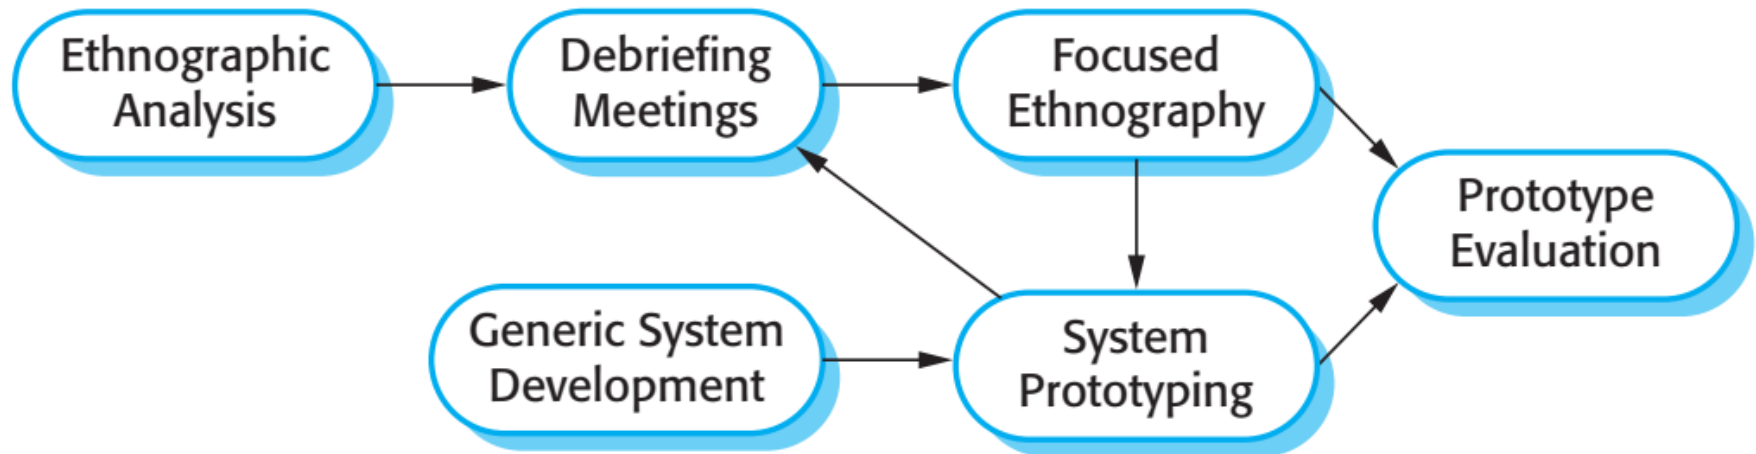 Ethnographic
Analysis
Debriefing
Meetings
Focused
Ethnography
Prototype
Evaluation
Generic System
Development
System
Prototyping